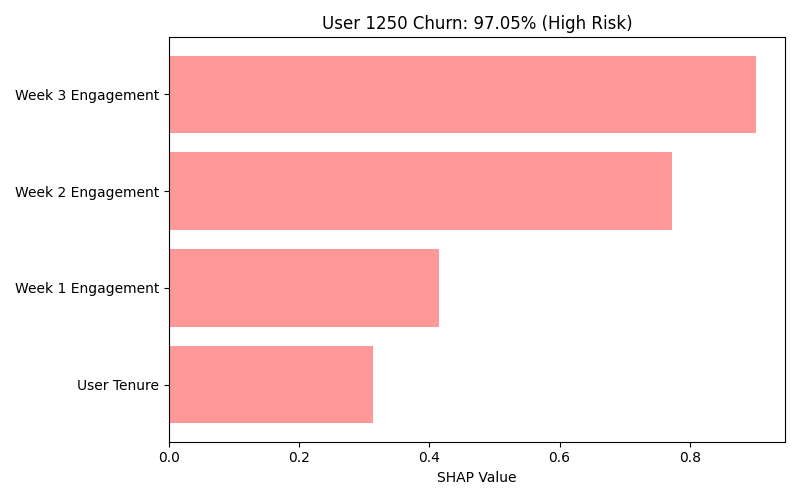 User 1250 Churn: 97.05% (High Risk)
Week 3 Engagement
Week 2 Engagement
Week 1 Engagement
User Tenure
0.0 0.2 0.4 0.6 0.8
SHAP Value